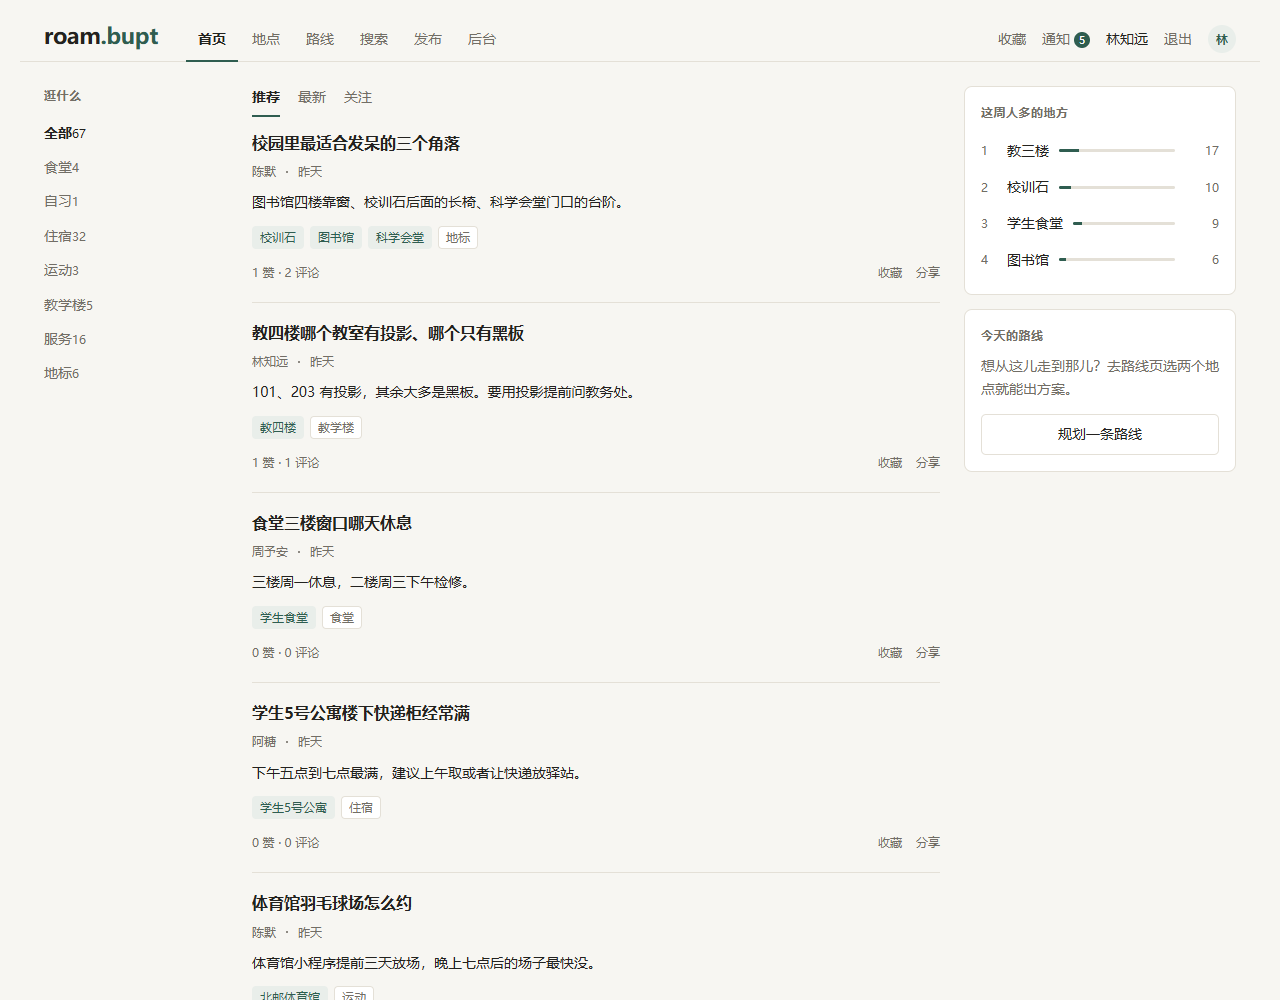 roam.bupt 首页 地点 路线 搜索 发布 后台 收藏 通知 5 林知远 退出 林
逛什么
全部67
食堂4
自习1
住宿32
运动3
教学楼5
服务16
地标6
推荐 最新 关注
校园里最适合发呆的三个角落
陈默 · 昨天
图书馆四楼靠窗、校训石后面的长椅、科学会堂门口的台阶。
校训石 图书馆 科学会堂 地标
1 赞 · 2 评论 收藏 分享
教四楼哪个教室有投影、哪个只有黑板
林知远 · 昨天
101、203 有投影，其余大多是黑板。要用投影提前问教务处。
教四楼 教学楼
1 赞 · 1 评论 收藏 分享
食堂三楼窗口哪天休息
周予安 · 昨天
三楼周一休息，二楼周三下午检修。
学生食堂 食堂
0 赞 · 0 评论 收藏 分享
学生5号公寓楼下快递柜经常满
阿糖 · 昨天
下午五点到七点最满，建议上午取或者让快递放驿站。
学生5号公寓 住宿
0 赞 · 0 评论 收藏 分享
体育馆羽毛球场怎么约
陈默 · 昨天
体育馆小程序提前三天放场，晚上七点后的场子最快没。
北邮体育馆 运动
这周人多的地方
1 教三楼 17
2 校训石 10
3 学生食堂 9
4 图书馆 6
今天的路线
想从这儿走到那儿？去路线页选两个地
点就能出方案。
规划一条路线